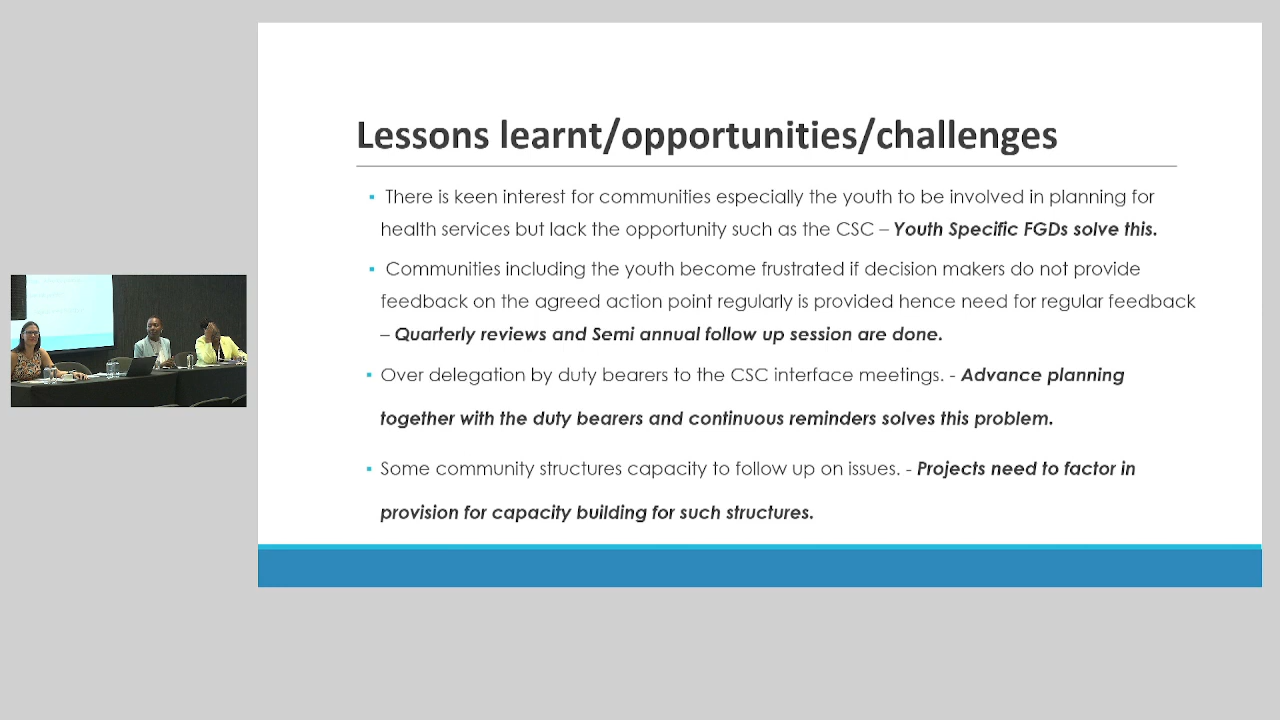 Lessons learnt/opportunities/challenges
▪ There is keen interest for communities especially the youth to be involved in planning for
health services but lack the opportunity such as the CSC – Youth Specific FGDs solve this.
▪ Communities including the youth become frustrated if decision makers do not provide
feedback on the agreed action point regularly is provided hence need for regular feedback
– Quarterly reviews and Semi annual follow up session are done.
▪ Over delegation by duty bearers to the CSC interface meetings. - Advance planning
together with the duty bearers and continuous reminders solves this problem.
▪ Some community structures capacity to follow up on issues. - Projects need to factor in
provision for capacity building for such structures.